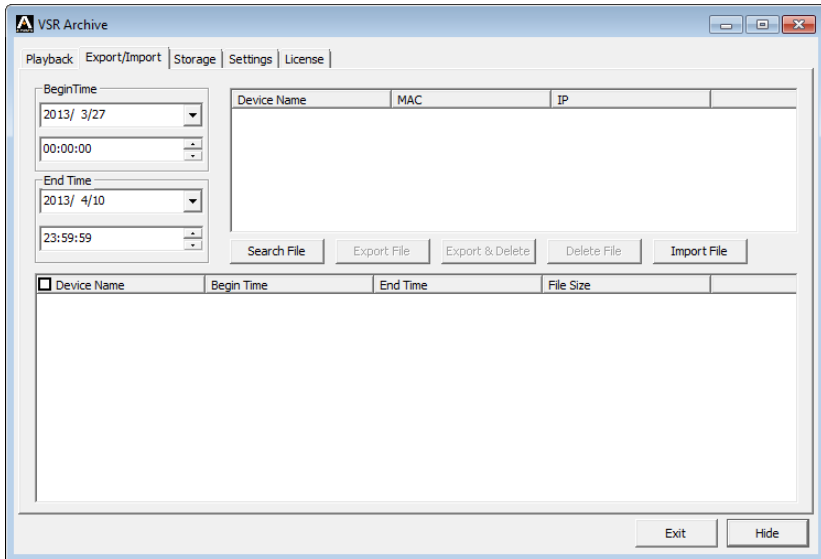 VSR Archive
Playback Export/Import Storage Settings License
BeginTime
2013/ 3/27
00:00:00
End Time
2013/ 4/10
23:59:59
Device Name MAC IP
Search File Export File Export & Delete Delete File Import File
Device Name Begin Time End Time File Size
Exit Hide